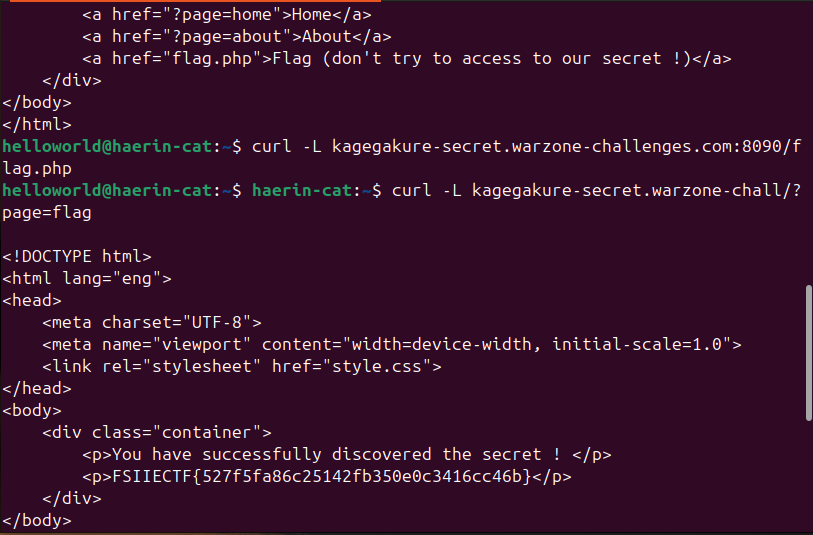 <a href="?page=home">Home</a>
<a href="?page=about">About</a>
<a href="flag.php">Flag (don't try to access to our secret !)</a>
</div>
</body>
</html>
helloworld@haerin-cat:~$ curl -L kagegakure-secret.warzone-challenges.com:8090/f
lag.php
helloworld@haerin-cat:~$ haerin-cat:~$ curl -L kagegakure-secret.warzone-chall/?
page=flag
<!DOCTYPE html>
<html lang="eng">
<head>
<meta charset="UTF-8">
<meta name="viewport" content="width=device-width, initial-scale=1.0">
<link rel="stylesheet" href="style.css">
</head>
<body>
<div class="container">
<p>You have successfully discovered the secret ! </p>
<p>FSIIECTF{527f5fa86c25142fb350e0c3416cc46b}</p>
</div>
</body>